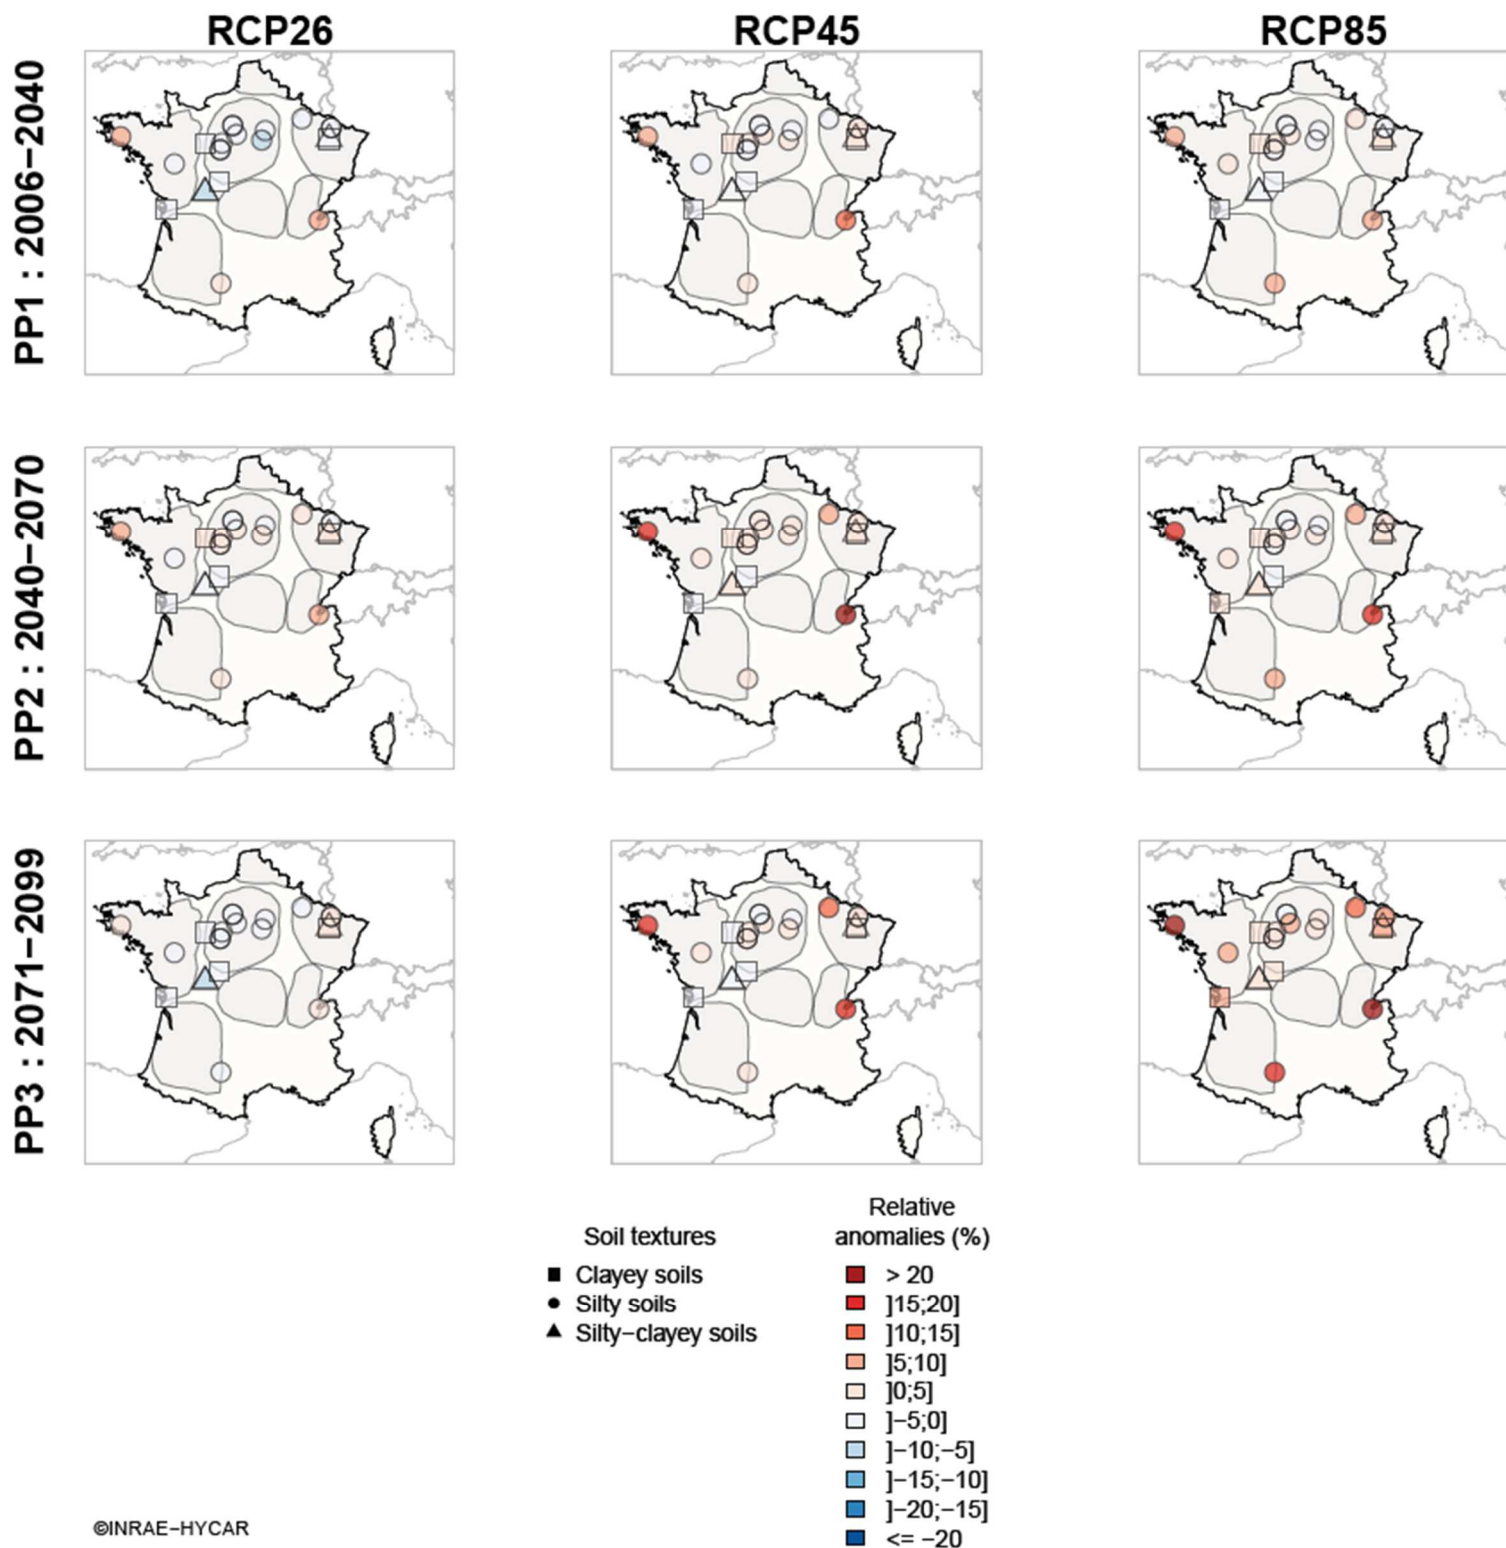 RCP26
RCP45
RCP85
PP1 : 2006−2040
PP2 : 2040−2070
PP3 : 2071−2099
Soil textures
Clayey soils
Silty soils
Silty−clayey soils
Relative
anomalies (%)
> 20
]15;20]
]10;15]
]5;10]
]0;5]
]−5;0]
]−10;−5]
]−15;−10]
]−20;−15]
<= −20
©INRAE−HYCAR